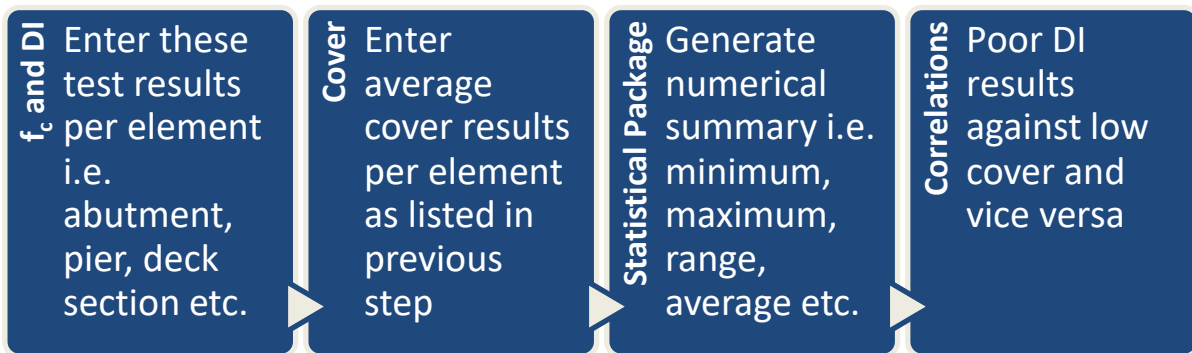 f_c and DI
Enter these
test results
per element
i.e.
abutment,
pier, deck
section etc.
Cover
Enter
average
cover results
per element
as listed in
previous
step
Statistical Package
Generate
numerical
summary i.e.
minimum,
maximum,
range,
average etc.
Correlations
Poor DI
results
against low
cover and
vice versa